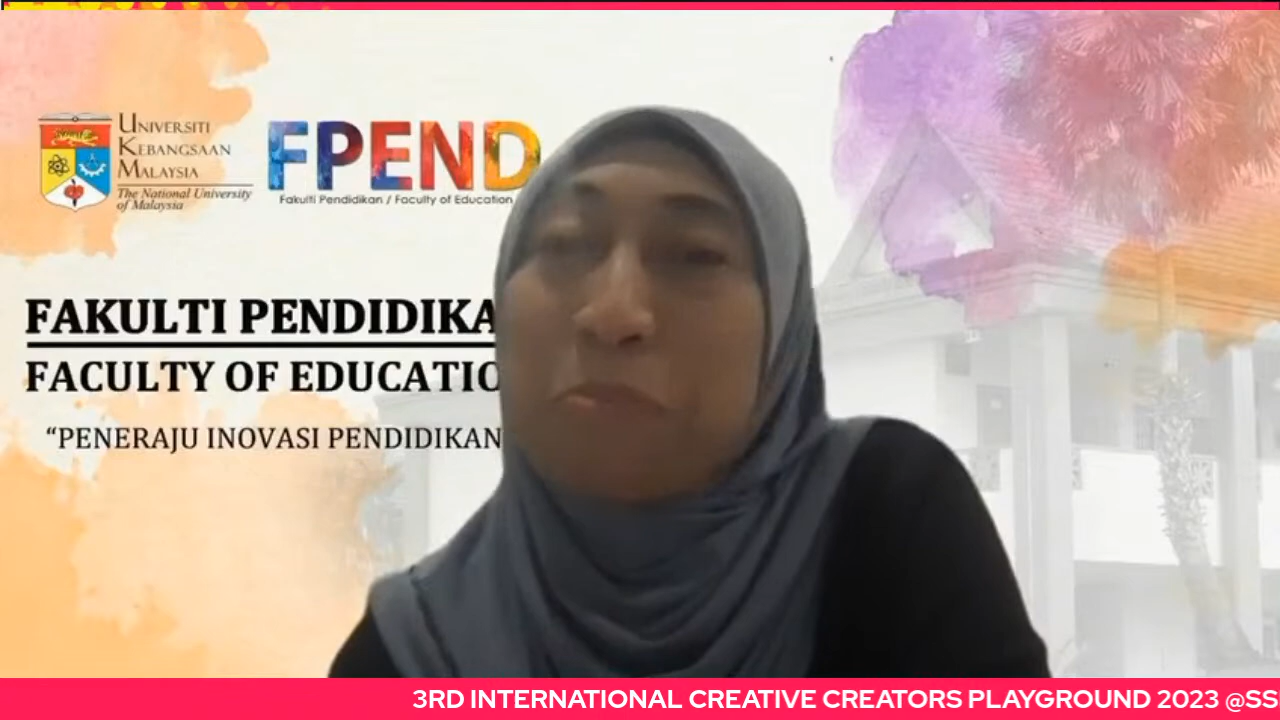 UNIVERSITI
KEBANGSAAN
MALAYSIA
The National University
of Malaysia
FPEND
Fakulti Pendidikan / Faculty of Education
FAKULTI PENDIDIKA
FACULTY OF EDUCATIO
“PENERAJU INOVASI PENDIDIKAN
3RD INTERNATIONAL CREATIVE CREATORS PLAYGROUND 2023 @SS